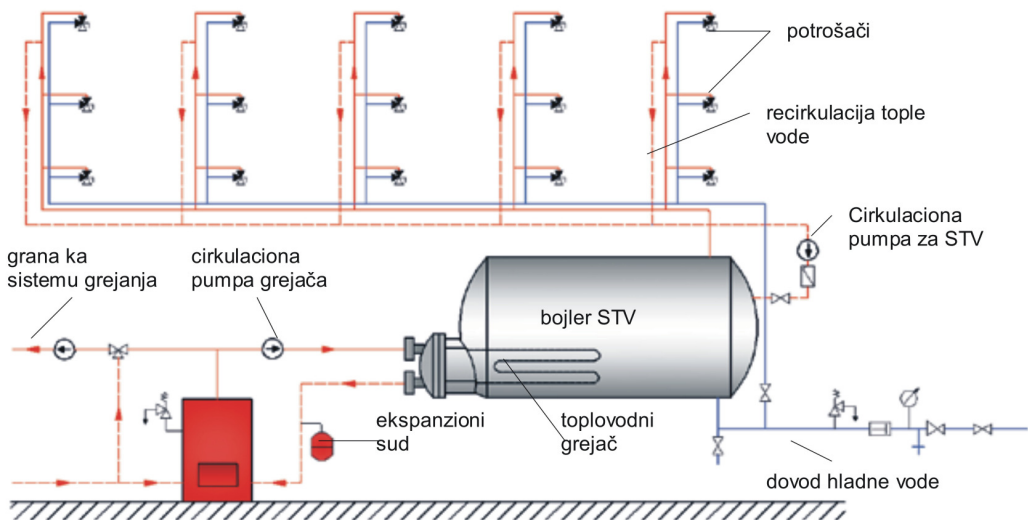 potrošači
recirkulacija tople
vode
Cirkulaciona
pumpa za STV
grana ka
sistemu grejanja
cirkulaciona
pumpa grejača
bojler STV
ekspanzioni
sud
toplovodni
grejač
dovod hladne vode